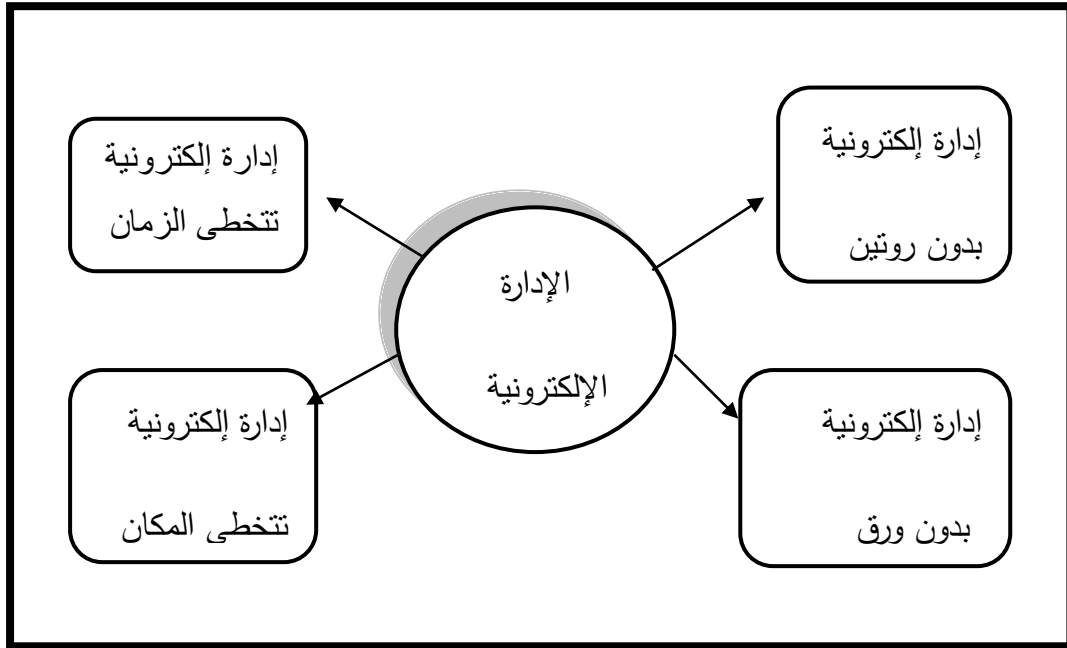 إدارة إلكترونية
بدون روتين
إدارة إلكترونية
تتخطى الزمان
الإدارة
الإلكترونية
إدارة إلكترونية
بدون ورق
إدارة إلكترونية
تتخطى المكان